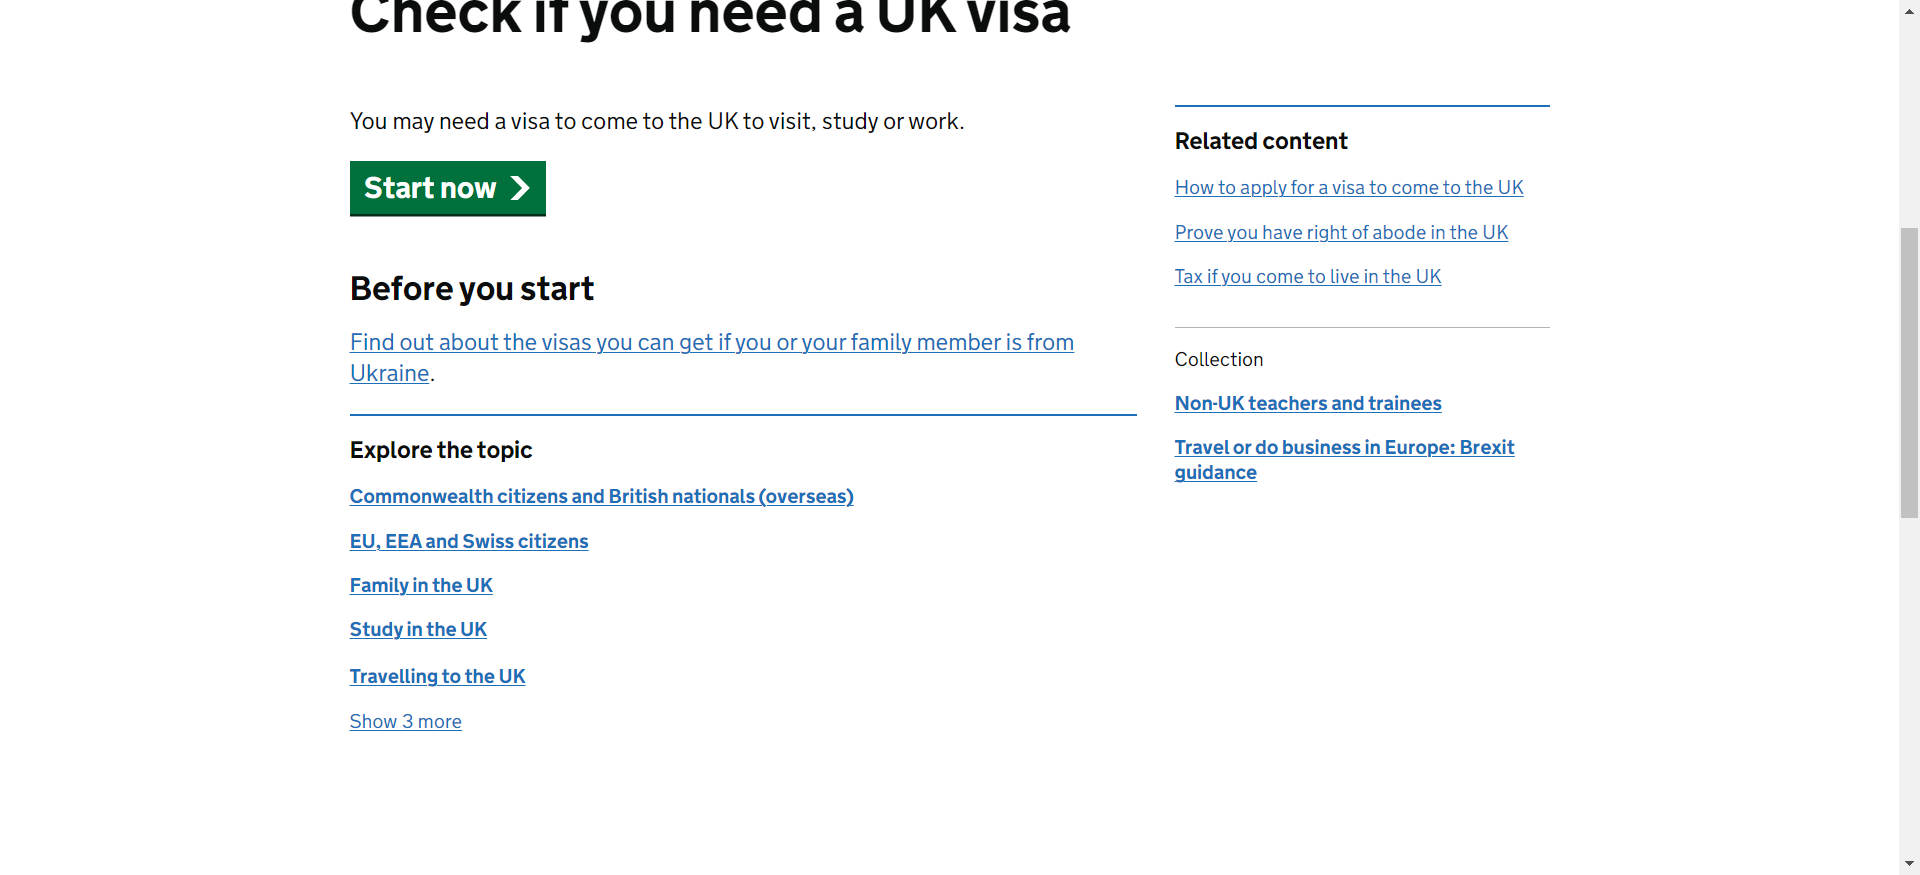 Check if you need a UK visa
You may need a visa to come to the UK to visit, study or work.
Start now
Before you start
Find out about the visas you can get if you or your family member is from
Ukraine.
Explore the topic
Commonwealth citizens and British nationals (overseas)
EU, EEA and Swiss citizens
Family in the UK
Study in the UK
Travelling to the UK
Show 3 more
Related content
How to apply for a visa to come to the UK
Prove you have right of abode in the UK
Tax if you come to live in the UK
Collection
Non-UK teachers and trainees
Travel or do business in Europe: Brexit
guidance